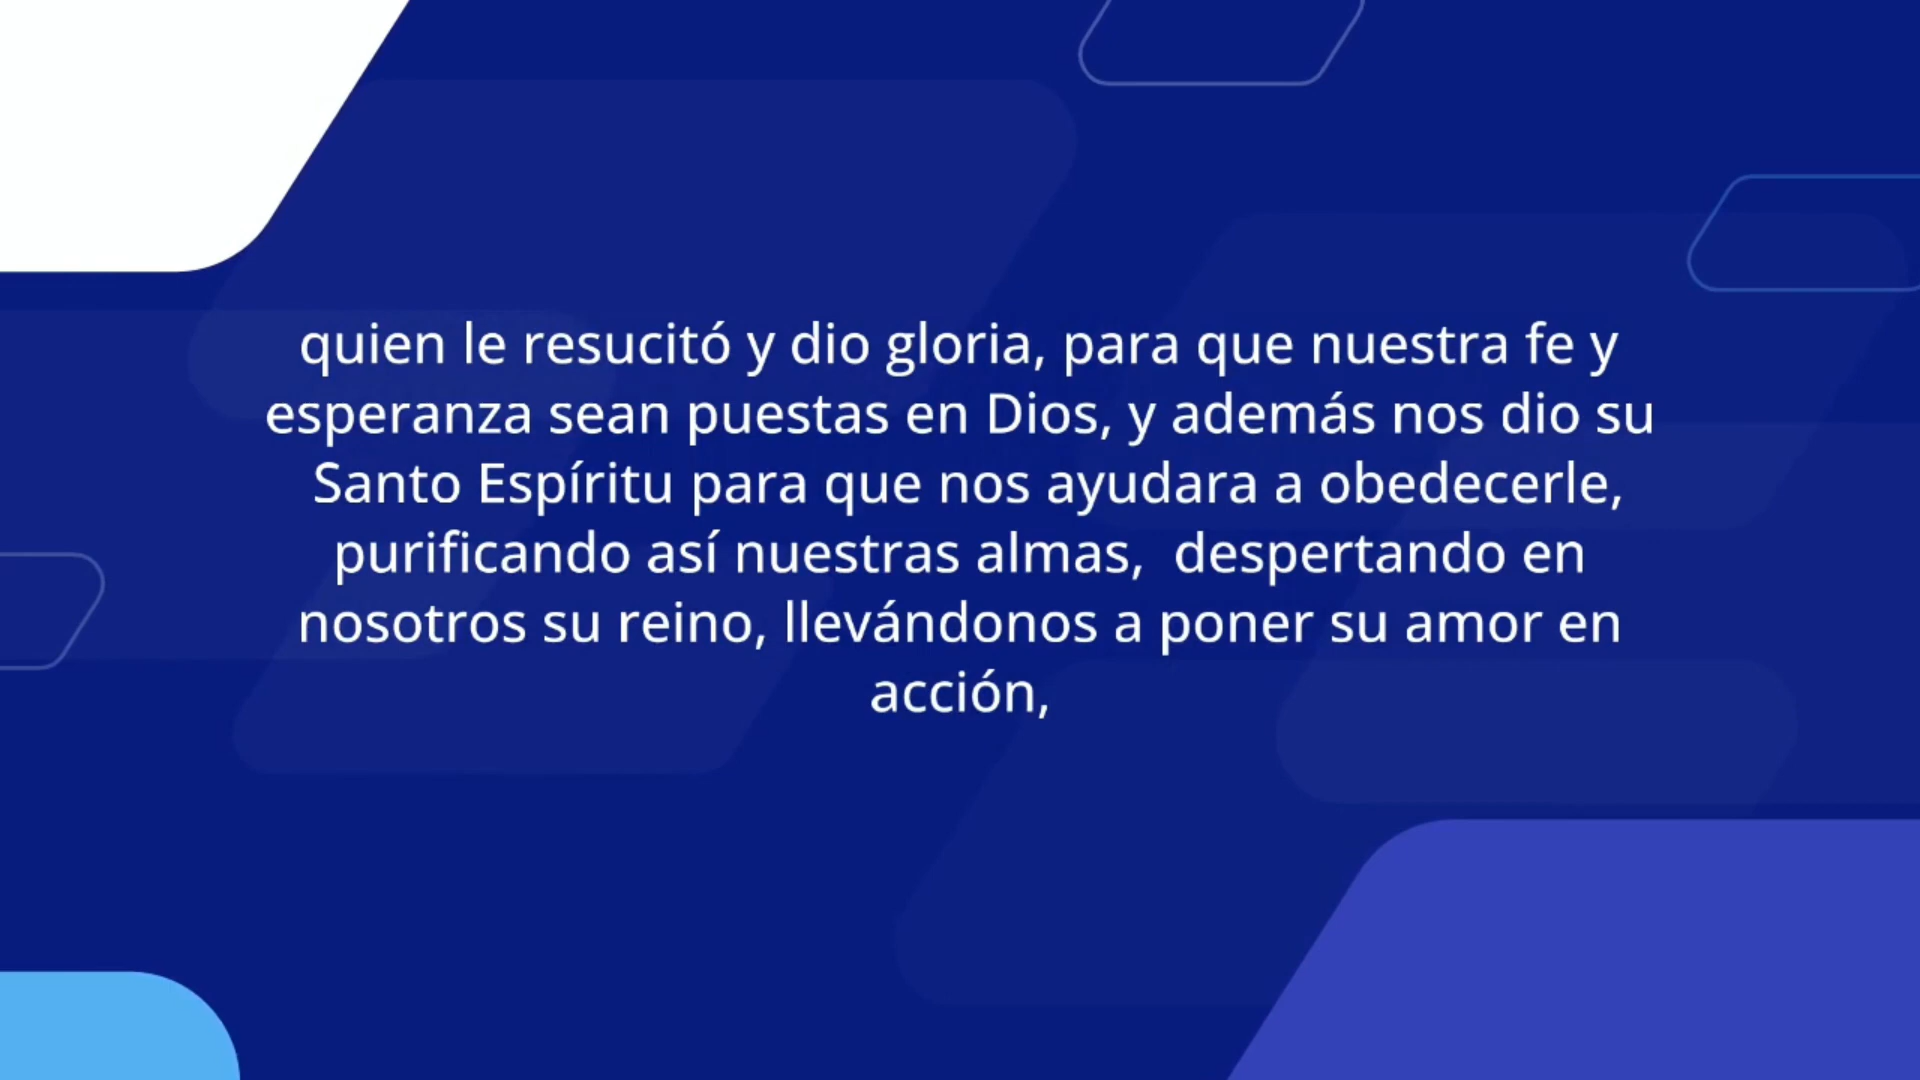 quien le resucitó y dio gloria, para que nuestra fe y
esperanza sean puestas en Dios, y además nos dio su
Santo Espíritu para que nos ayudara a obedecerle,
purificando así nuestras almas,  despertando en
nosotros su reino, llevándonos a poner su amor en
acción,